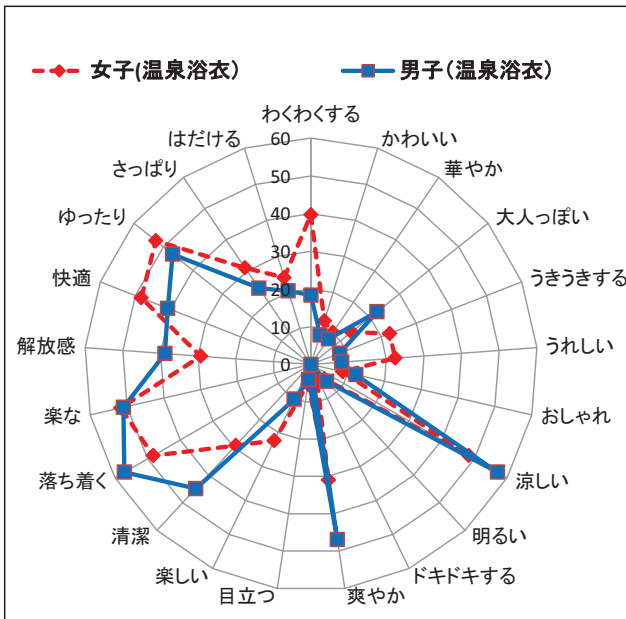 女子(温泉浴衣)
男子(温泉浴衣)
わくわくする
かわいい
華やか
大人っぽい
うきうきする
うれしい
おしゃれ
涼しい
明るい
ドキドキする
爽やか
目立つ
楽しい
清潔
落ち着く
楽な
解放感
快適
ゆったり
さっぱり
はだける
60
50
40
30
20
10
0